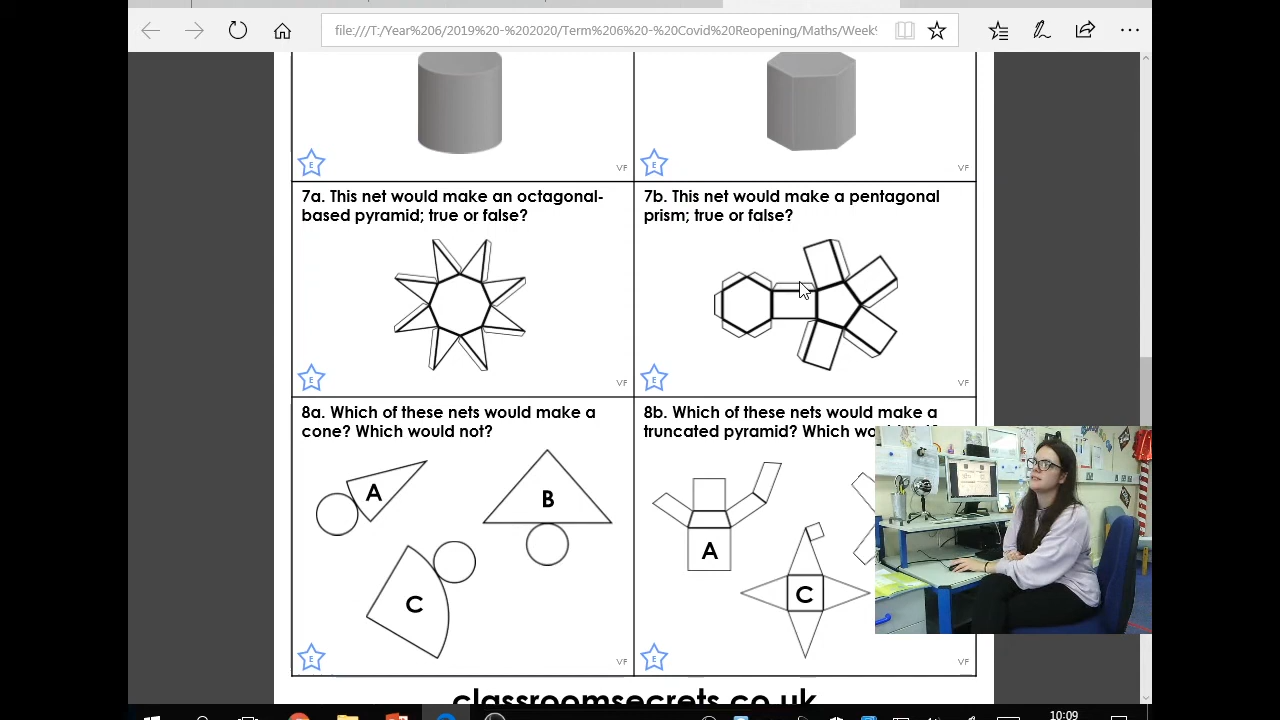 file:///T:/Year%206/2019%20-%202020/Term%206%20-%20Covid%20Reopening/Maths/Week%
E
VF
E
VF
7a. This net would make an octagonal-
based pyramid; true or false?
E
VF
7b. This net would make a pentagonal
prism; true or false?
E
VF
8a. Which of these nets would make a
cone? Which would not?
A
B
C
E
VF
8b. Which of these nets would make a
truncated pyramid? Which
A
C
E
VF
classroomsecrets.co.uk
10:09